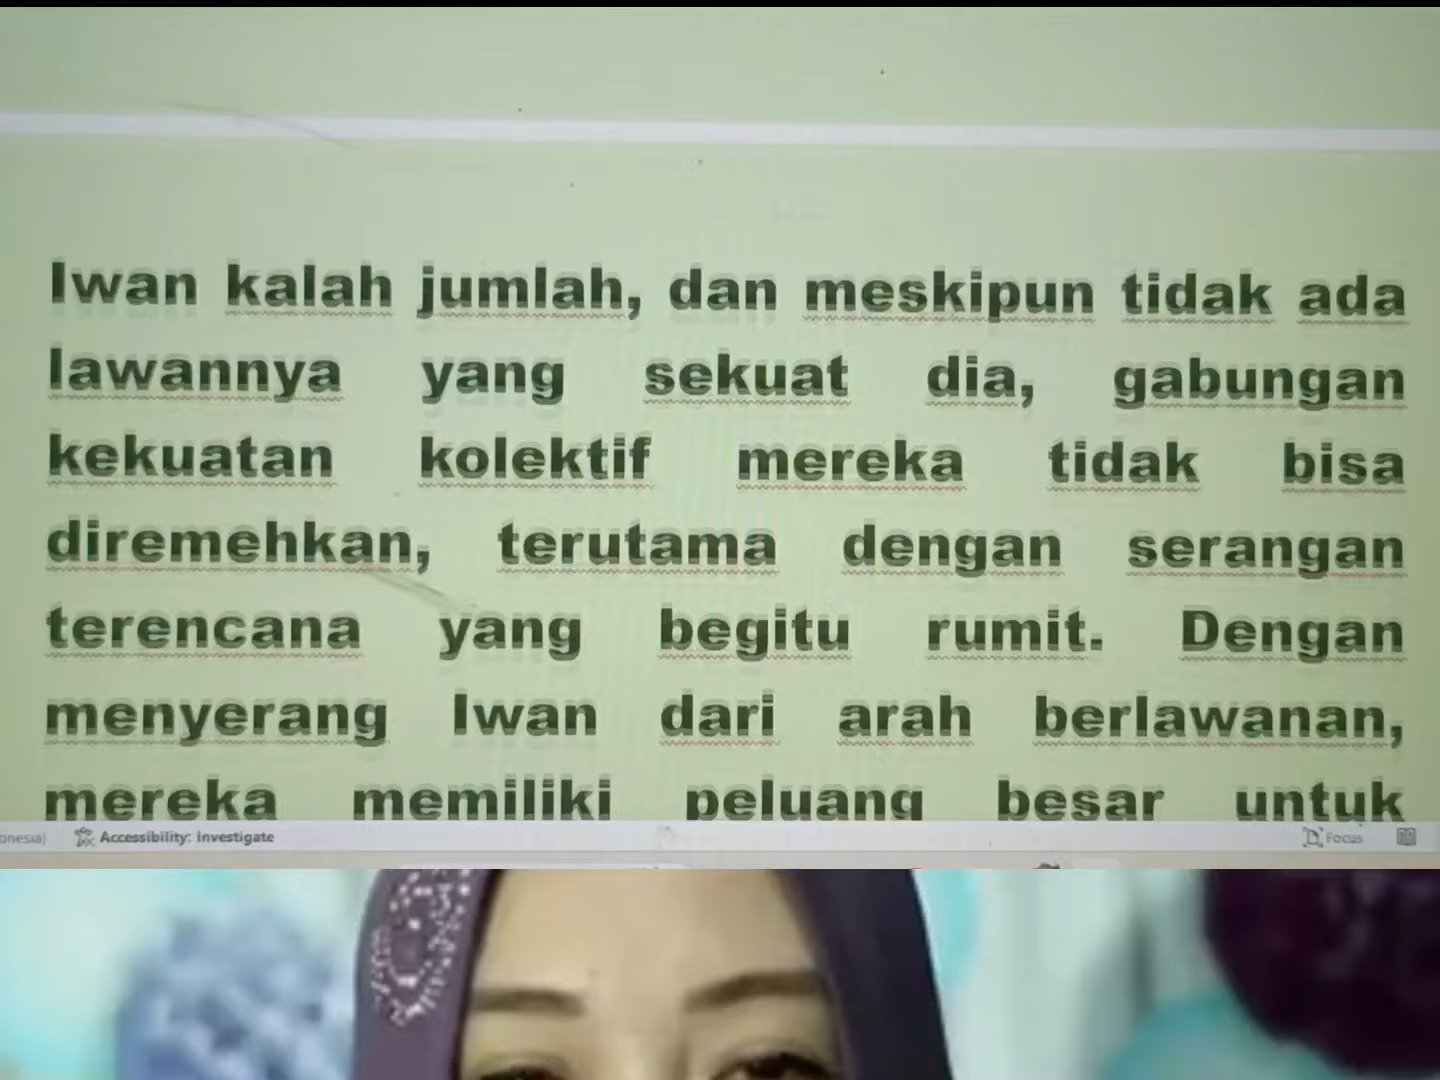 Iwan kalah jumlah, dan meskipun tidak ada
lawannya yang sekuat dia, gabungan
kekuatan kolektif mereka tidak bisa
diremehkan, terutama dengan serangan
terencana yang begitu rumit. Dengan
menyerang Iwan dari arah berlawanan,
mereka memiliki peluang besar untuk
onesia) Accessibility: Investigate Focus